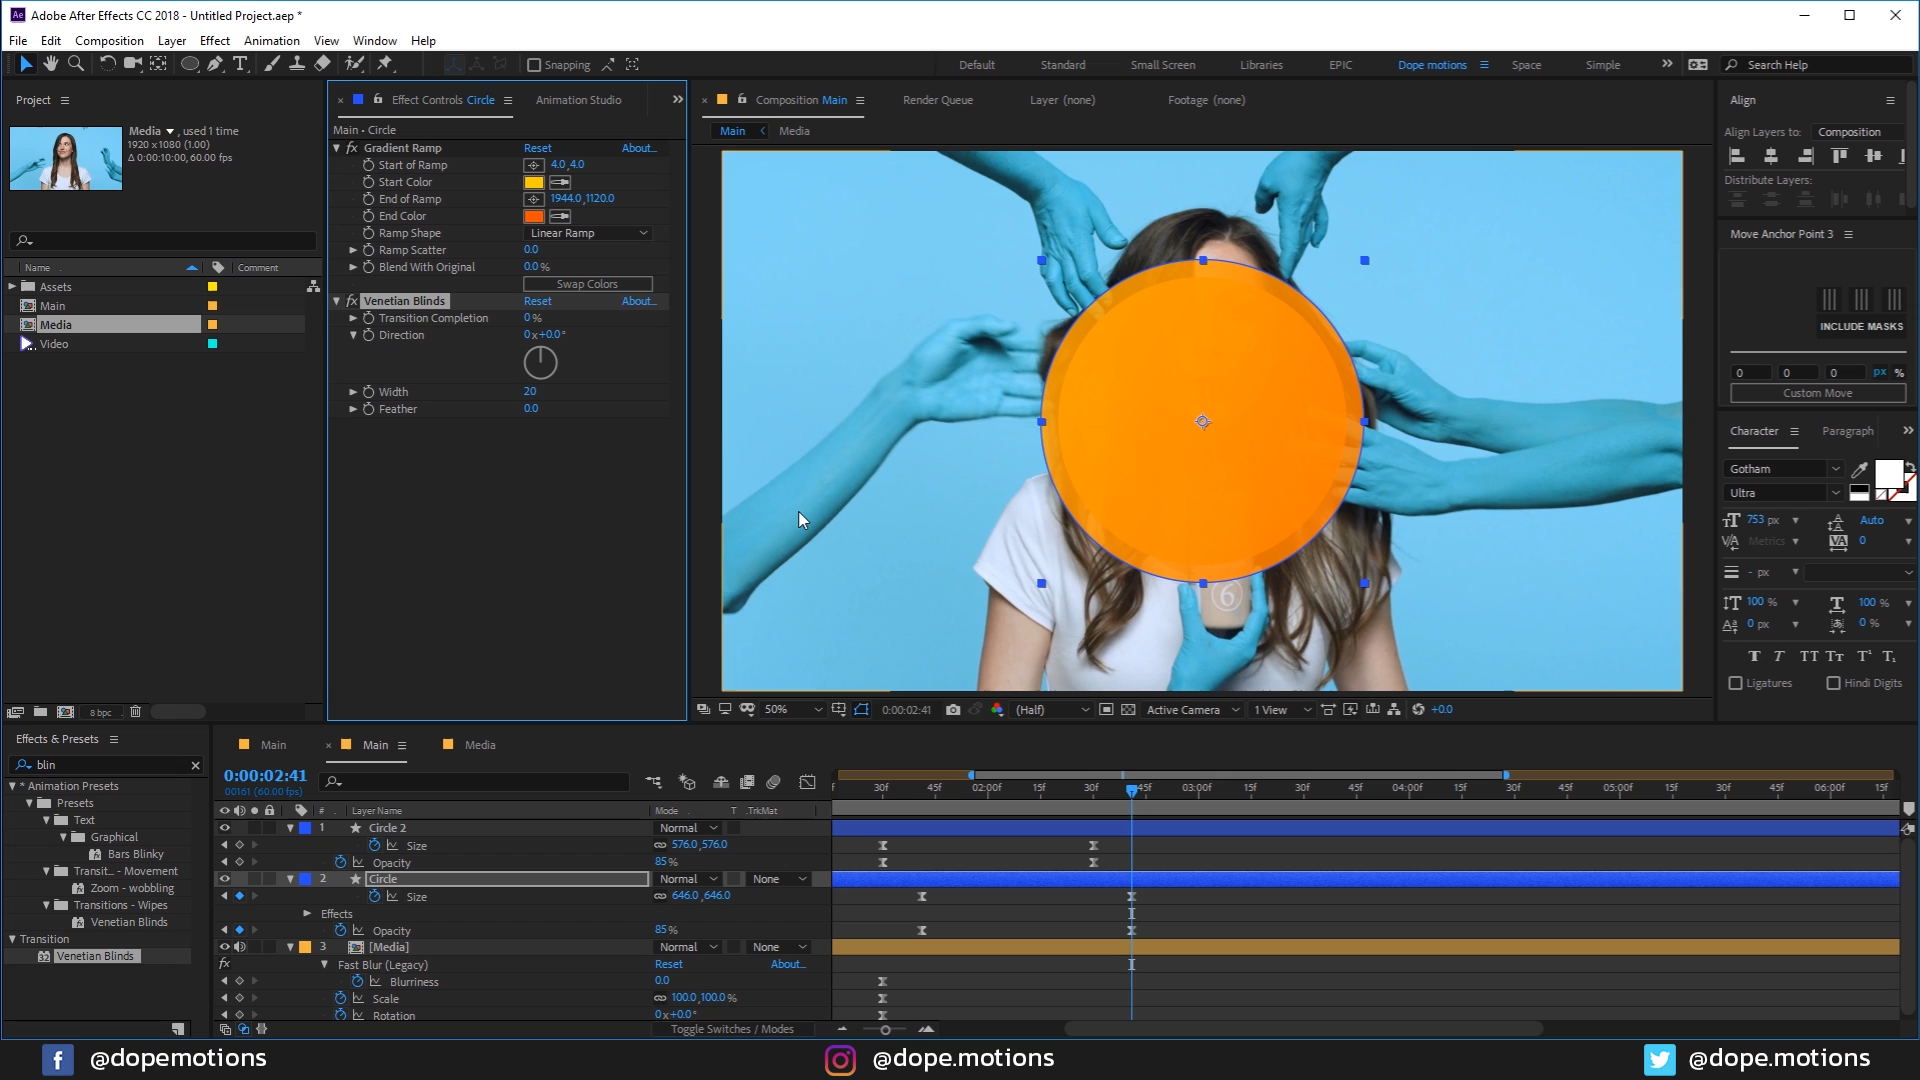 Ae Adobe After Effects CC 2018 - Untitled Project.aep *
File Edit Composition Layer Effect Animation View Window Help
Snapping
Default Standard Small Screen Libraries EPIC Dope motions Space Simple Search Help
Project
Media , used 1 time
1920 x 1080 (1.00)
Δ 0:00:10:00, 60.00 fps
Name Comment
Assets
Main
Media
Video
8 bpc
Effect Controls Circle Animation Studio
Main • Circle
fx Gradient Ramp Reset About...
Start of Ramp 4.0,4.0
Start Color
End of Ramp 1944.0,1120.0
End Color
Ramp Shape Linear Ramp
Ramp Scatter 0.0
Blend With Original 0.0 %
Swap Colors
fx Venetian Blinds Reset About...
Transition Completion 0 %
Direction 0 x +0.0 °
Width 20
Feather 0.0
Composition Main Render Queue Layer (none) Footage (none)
Main Media
6
50% 0:00:02:41 (Half) Active Camera 1 View +0.0
Align
Align Layers to: Composition
Distribute Layers:
Move Anchor Point 3
INCLUDE MASKS
0 0 0 px %
Custom Move
Character Paragraph
Gotham
Ultra
753 px Auto
Metrics 0
- px
100 % 100 %
0 px 0 %
T T TT Tт T¹ T₁
Ligatures Hindi Digits
Effects & Presets
blin
* Animation Presets
Presets
Text
Graphical
Bars Blinky
Transit... - Movement
Zoom - wobbling
Transitions - Wipes
Venetian Blinds
Transition
Venetian Blinds
Main Main Media
0:00:02:41
00161 (60.00 fps)
# Layer Name Mode T .TrkMat
f 30f 45f 02:00f 15f 30f 45f 03:00f 15f 30f 45f 04:00f 15f 30f 45f 05:00f 15f 30f 45f 06:00f 15f
1 Circle 2 Normal
Size 576.0,576.0
Opacity 85%
2 Circle Normal None
Size 646.0,646.0
Effects
Opacity 85%
3 [Media] Normal None
fx Fast Blur (Legacy) Reset About...
Blurriness 0.0
Scale 100.0,100.0 %
Rotation 0 x +0.0 °
Toggle Switches / Modes
@dopemotions @dope.motions @dope.motions